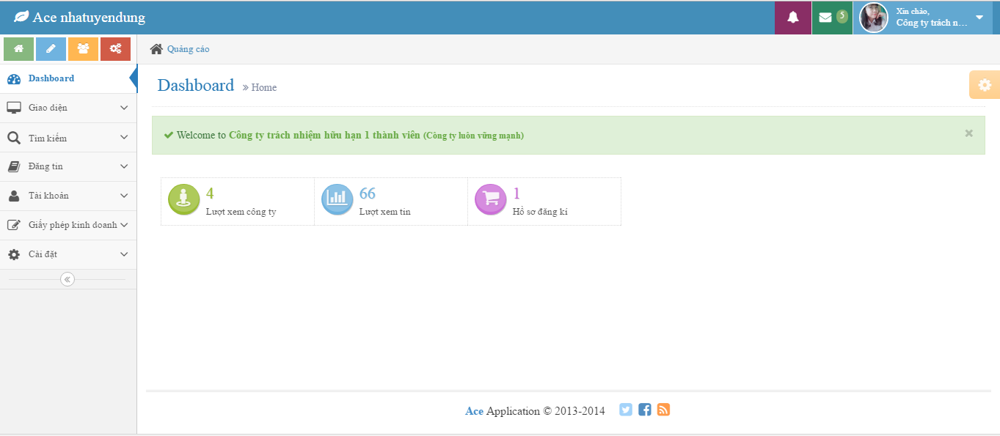 Ace nhatuyendung
5
Xin chào,
Công ty trách n...
Quảng cáo
Dashboard
Giao diện
Tìm kiếm
Đăng tin
Tài khoản
Giấy phép kinh doanh
Cài đặt
Dashboard » Home
Welcome to Công ty trách nhiệm hữu hạn 1 thành viên (Công ty luôn vững mạnh)
4
Lượt xem công ty
66
Lượt xem tin
1
Hồ sơ đăng kí
Ace Application © 2013-2014